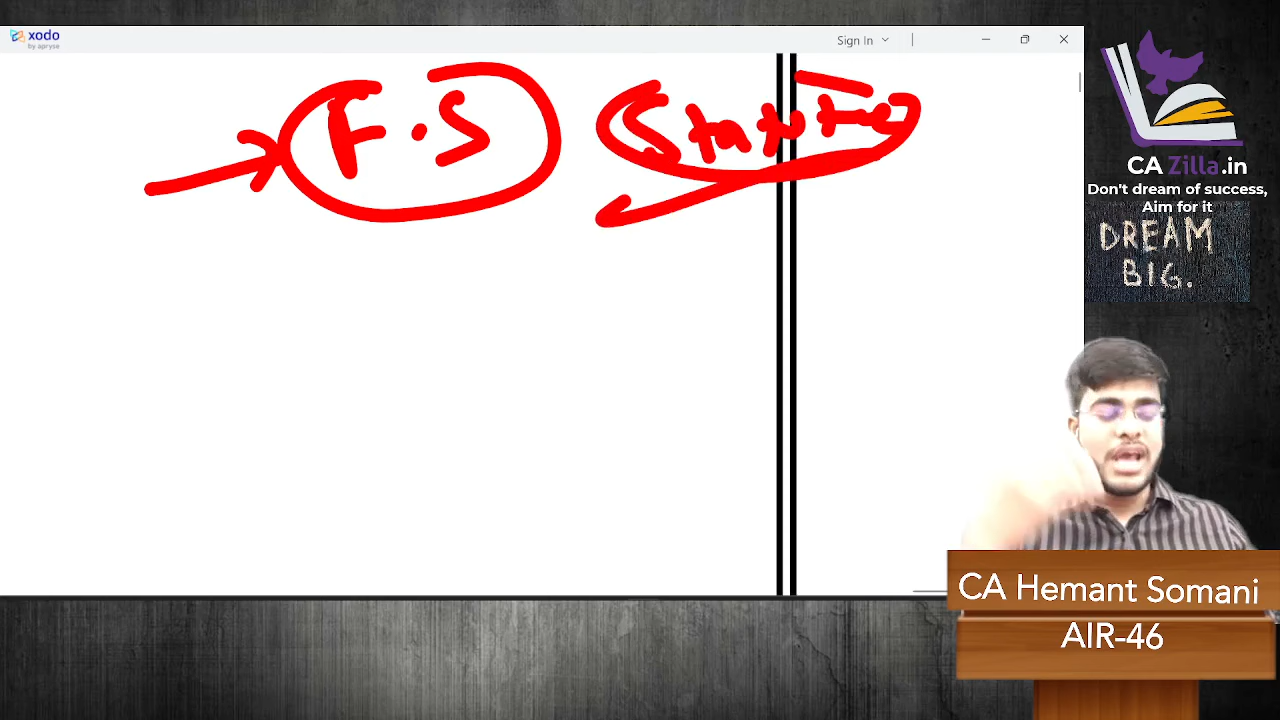 xodo
by apryse
Sign In
F.S
CA Zilla.in
Don't dream of success,
Aim for it
DREAM
BIG.
CA Hemant Somani
AIR-46